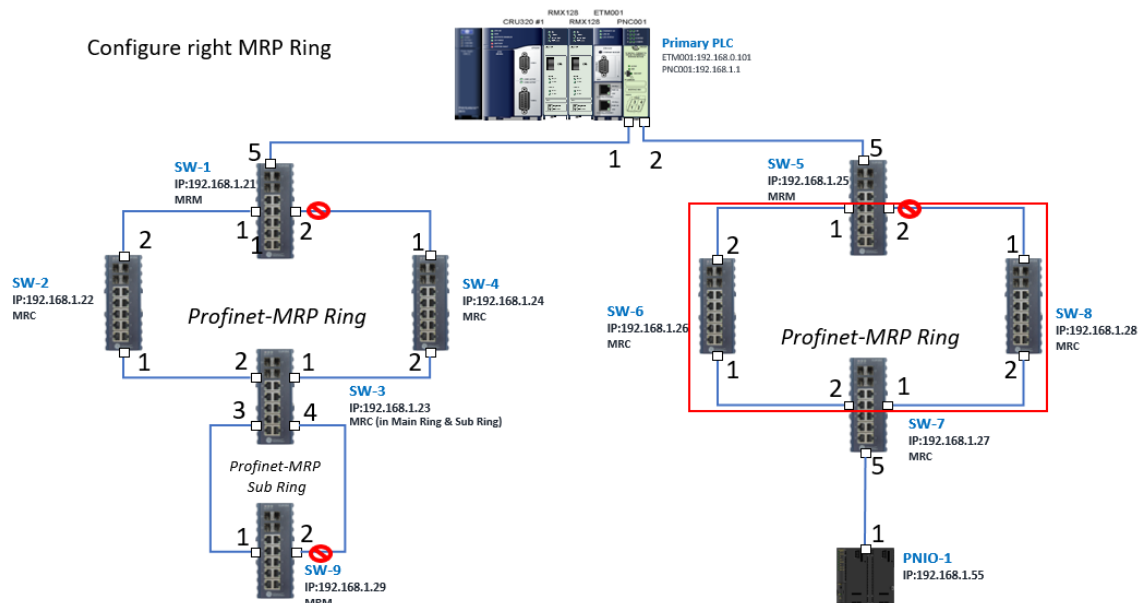 Configure right MRP Ring
CRU320 #1
RMX128
RMX128
ETM001
PNC001
Primary PLC
ETM001:192.168.0.101
PNC001:192.168.1.1
1
2
SW-1
IP:192.168.1.21
MRM
5
1
1
2
SW-2
IP:192.168.1.22
MRC
2
1
SW-4
IP:192.168.1.24
MRC
1
2
Profinet-MRP Ring
2
1
3
4
SW-3
IP:192.168.1.23
MRC (in Main Ring & Sub Ring)
Profinet-MRP
Sub Ring
1
2
SW-9
IP:192.168.1.29
MRM
SW-5
IP:192.168.1.25
MRM
5
1
2
SW-6
IP:192.168.1.26
MRC
2
1
SW-8
IP:192.168.1.28
MRC
1
2
Profinet-MRP Ring
2
1
SW-7
IP:192.168.1.27
MRC
5
1
PNIO-1
IP:192.168.1.55